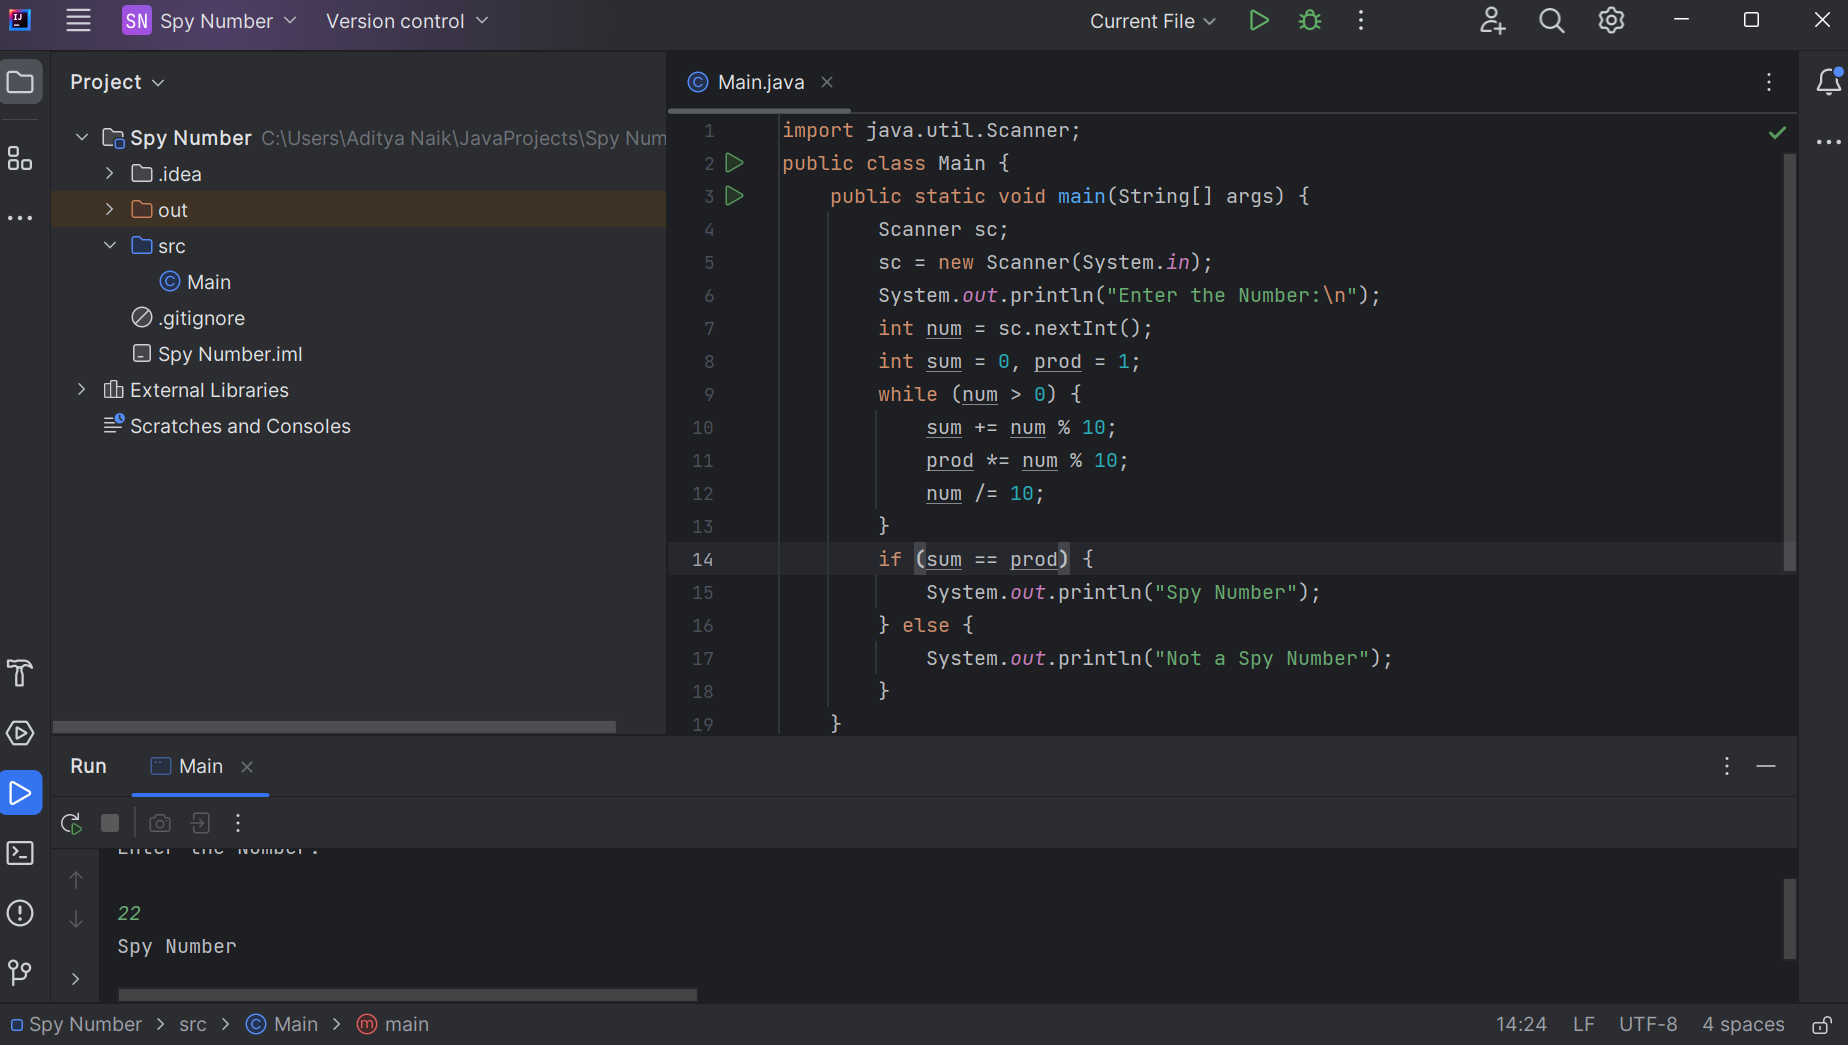 SN Spy Number Version control Current File
Project
Main.java
Spy Number C:\Users\Aditya Naik\JavaProjects\Spy Num
.idea
out
src
Main
.gitignore
Spy Number.iml
External Libraries
Scratches and Consoles
1 import java.util.Scanner;
2 public class Main {
3 public static void main(String[] args) {
4 Scanner sc;
5 sc = new Scanner(System.in);
6 System.out.println("Enter the Number:\n");
7 int num = sc.nextInt();
8 int sum = 0, prod = 1;
9 while (num > 0) {
10 sum += num % 10;
11 prod *= num % 10;
12 num /= 10;
13 }
14 if (sum == prod) {
15 System.out.println("Spy Number");
16 } else {
17 System.out.println("Not a Spy Number");
18 }
19 }
Run Main
Enter the Number:
22
Spy Number
Spy Number > src > Main > main 14:24 LF UTF-8 4 spaces